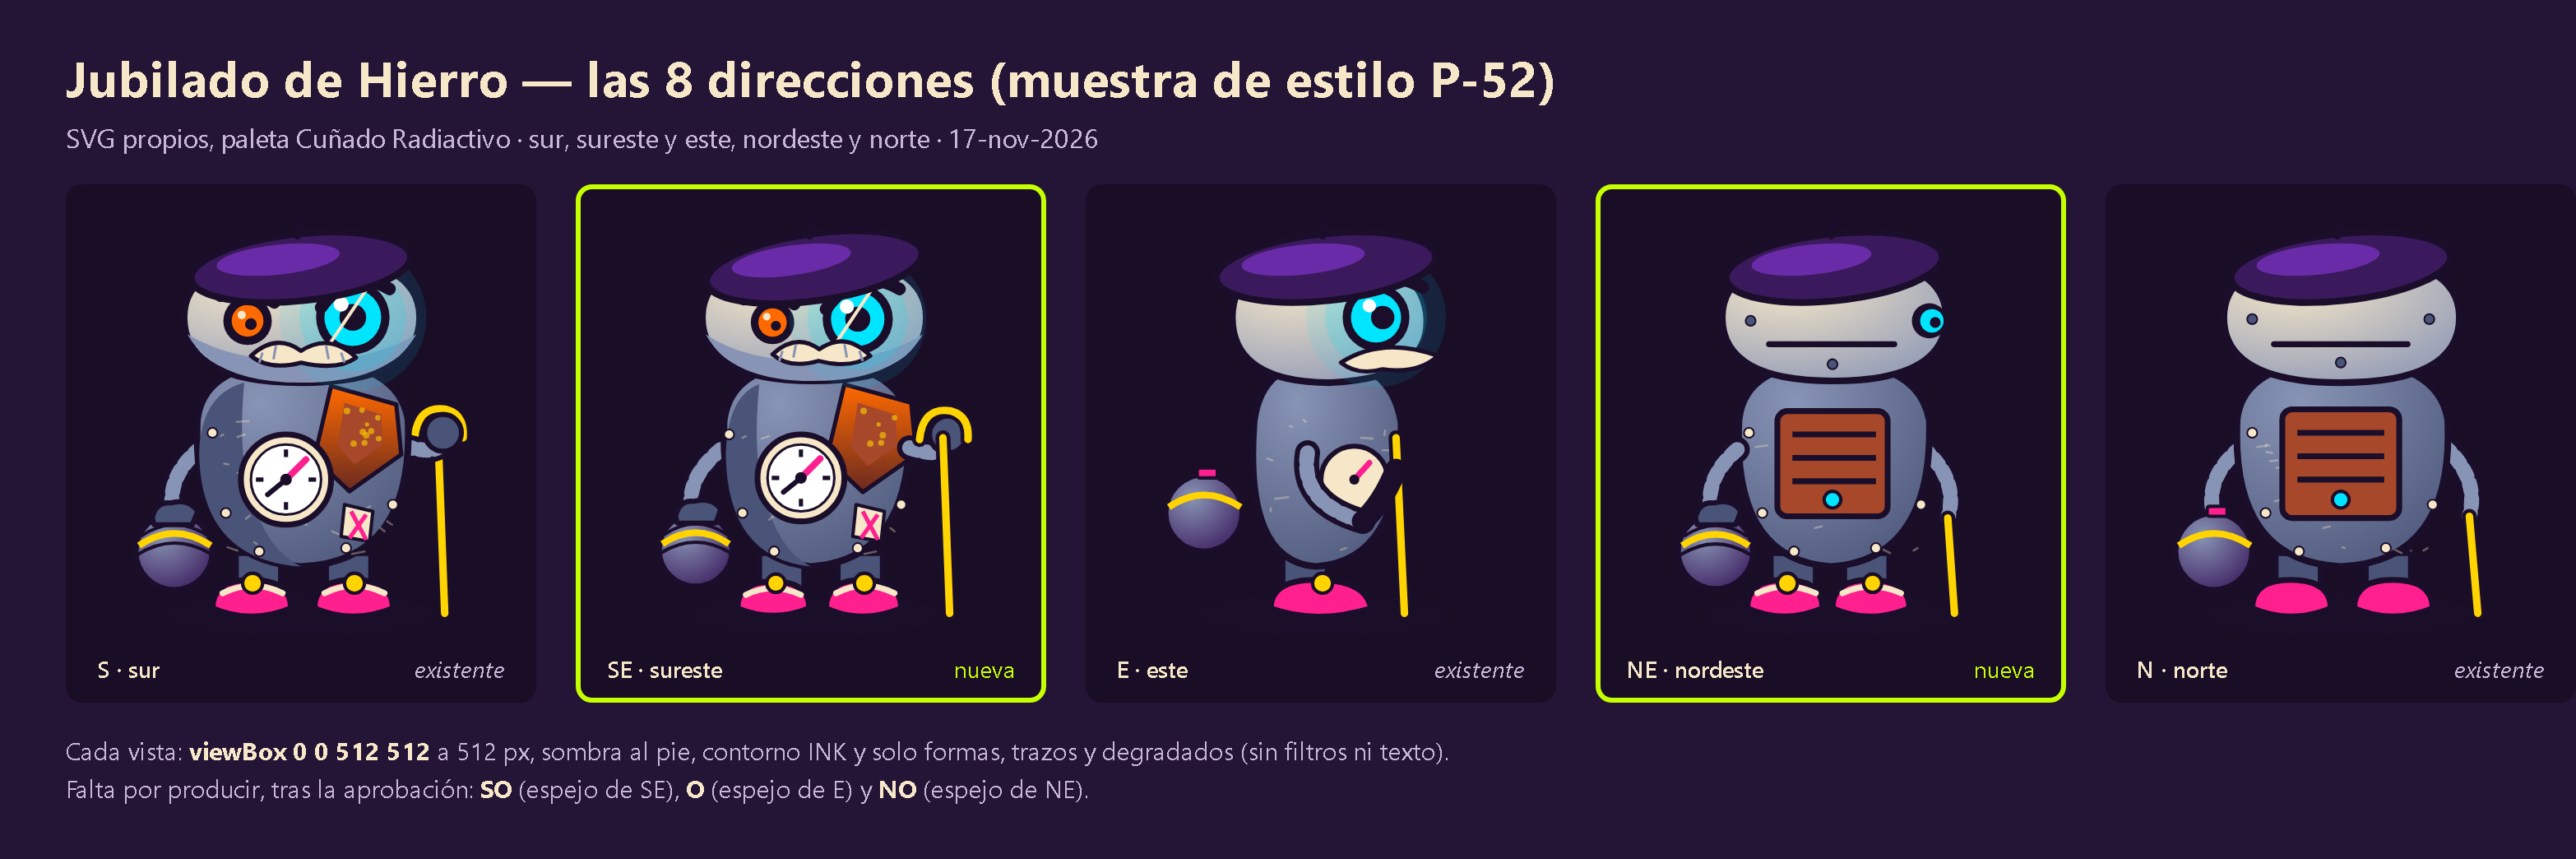 Jubilado de Hierro — las 8 direcciones (muestra de estilo P-52)
SVG propios, paleta Cuñado Radiactivo · sur, sureste y este, nordeste y norte · 17-nov-2026
S · sur existente
SE · sureste nueva
E · este existente
NE · nordeste nueva
N · norte existente
Cada vista: viewBox 0 0 512 512 a 512 px, sombra al pie, contorno INK y solo formas, trazos y degradados (sin filtros ni texto).
Falta por producir, tras la aprobación: SO (espejo de SE), O (espejo de E) y NO (espejo de NE).